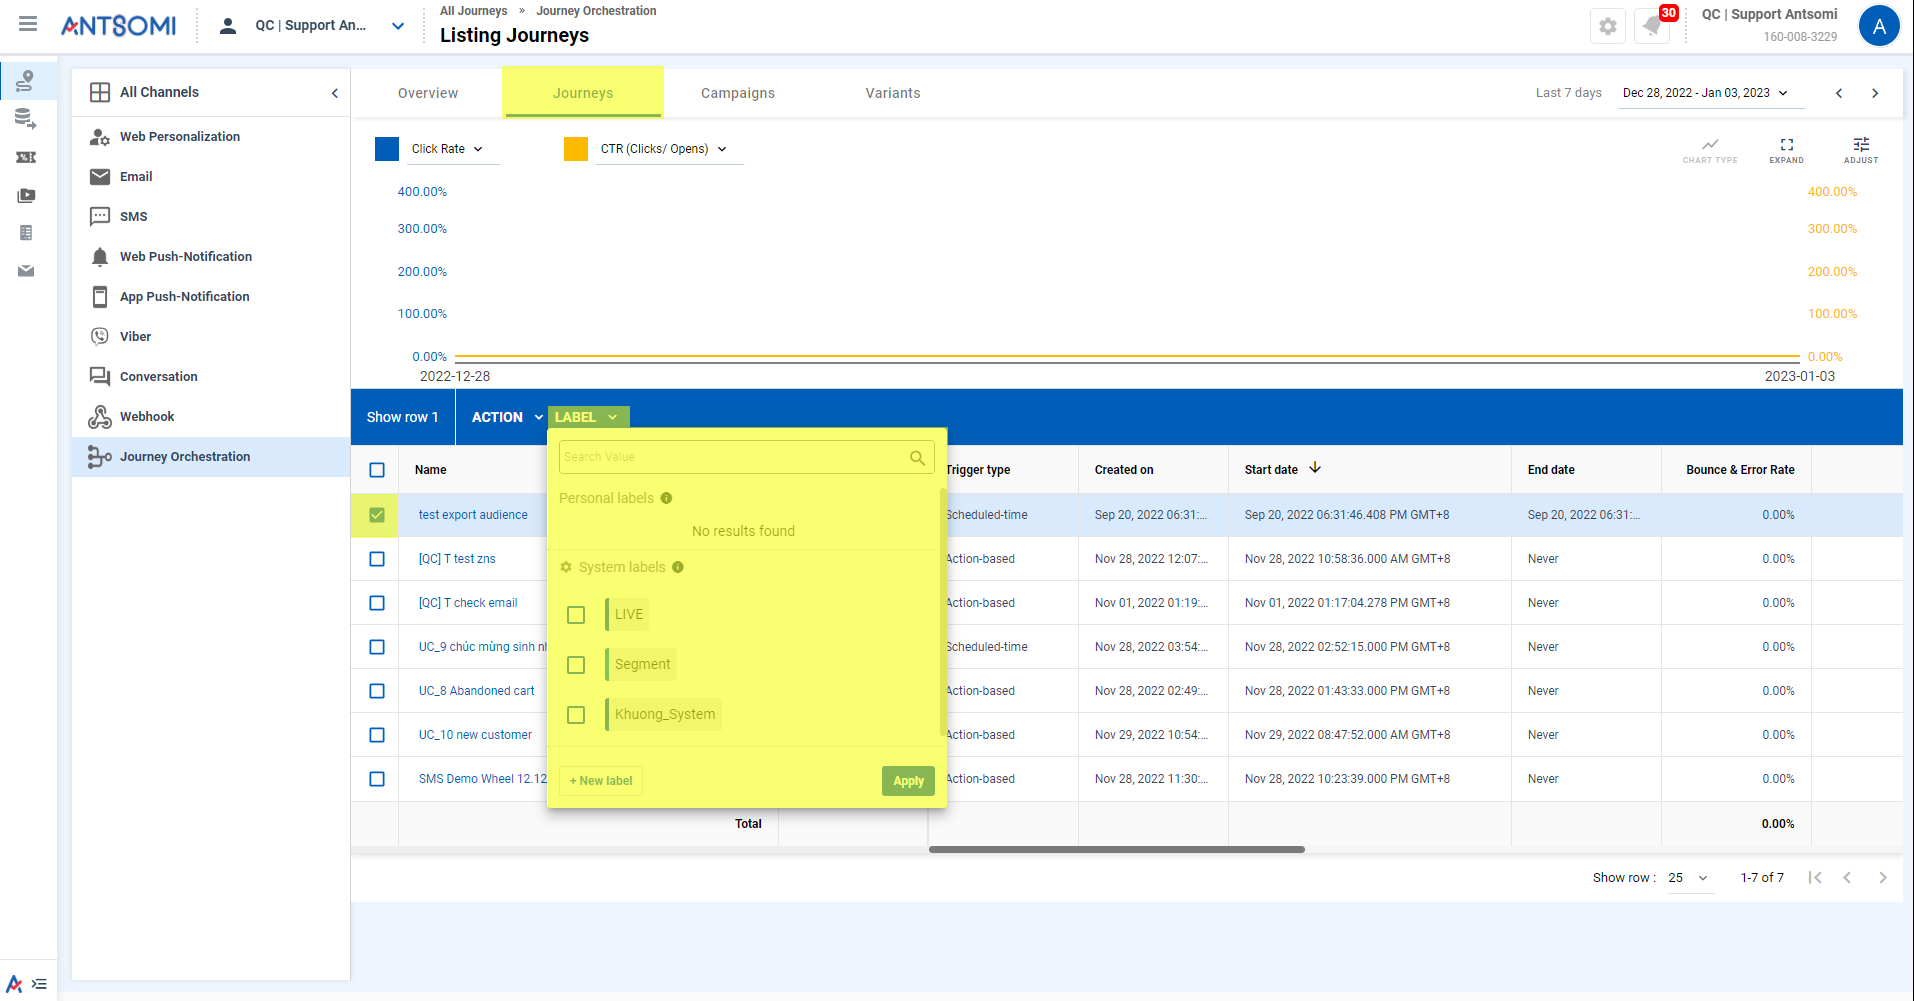 ANTSOMI
QC | Support An...
All Journeys » Journey Orchestration
Listing Journeys
30
QC | Support Antsomi
160-008-3229
A
All Channels
Web Personalization
Email
SMS
Web Push-Notification
App Push-Notification
Viber
Conversation
Webhook
Journey Orchestration
Overview
Journeys
Campaigns
Variants
Last 7 days
Dec 28, 2022 - Jan 03, 2023
Click Rate
CTR (Clicks/ Opens)
CHART TYPE
EXPAND
ADJUST
400.00% 400.00%
300.00% 300.00%
200.00% 200.00%
100.00% 100.00%
0.00% 0.00%
2022-12-28 2023-01-03
Show row 1
ACTION
LABEL
Name Trigger type Created on Start date End date Bounce & Error Rate
test export audience Scheduled-time Sep 20, 2022 06:31:... Sep 20, 2022 06:31:46.408 PM GMT+8 Sep 20, 2022 06:31:... 0.00%
[QC] T test zns Action-based Nov 28, 2022 12:07:... Nov 28, 2022 10:58:36.000 AM GMT+8 Never 0.00%
[QC] T check email Action-based Nov 01, 2022 01:19:... Nov 01, 2022 01:17:04.278 PM GMT+8 Never 0.00%
UC_9 chúc mừng sinh nh Scheduled-time Nov 28, 2022 03:54:... Nov 28, 2022 02:52:15.000 PM GMT+8 Never 0.00%
UC_8 Abandoned cart Action-based Nov 28, 2022 02:49:... Nov 28, 2022 01:43:33.000 PM GMT+8 Never 0.00%
UC_10 new customer Action-based Nov 29, 2022 10:54:... Nov 29, 2022 08:47:52.000 AM GMT+8 Never 0.00%
SMS Demo Wheel 12.12 Action-based Nov 28, 2022 11:30:... Nov 28, 2022 10:23:39.000 PM GMT+8 Never 0.00%
Total 0.00%
Search Value
Personal labels
No results found
System labels
LIVE
Segment
Khuong_System
+ New label
Apply
Show row : 25 1-7 of 7